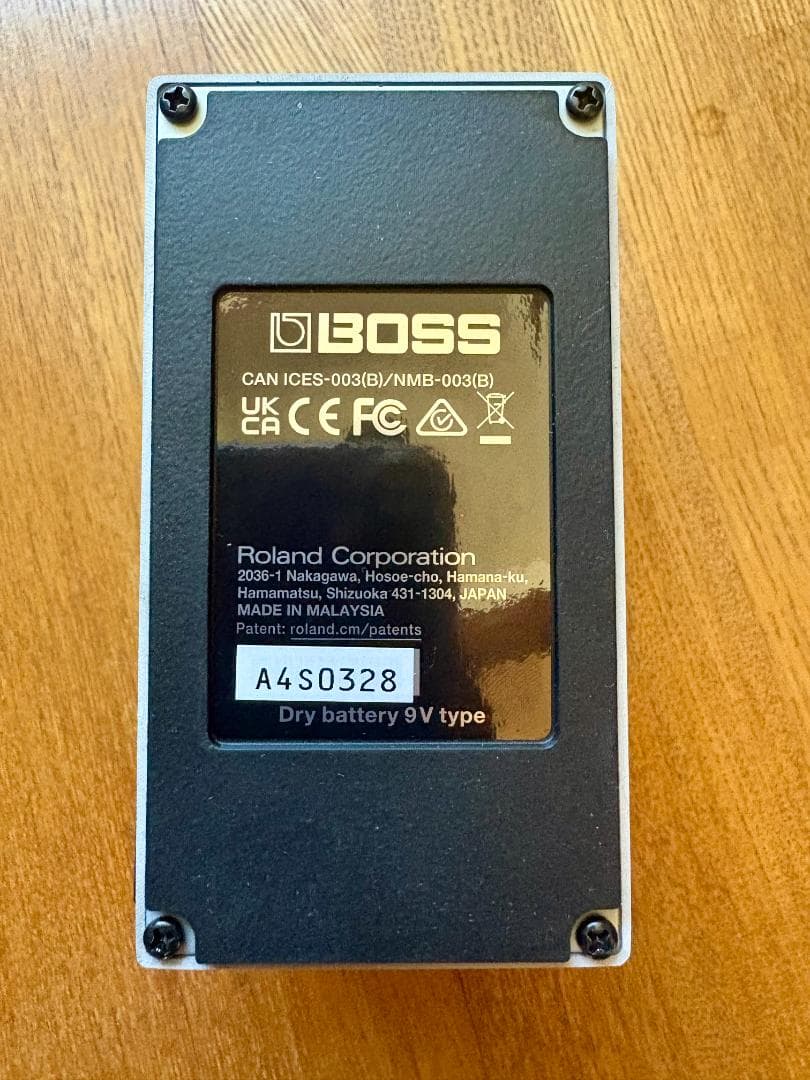 BOSS
CAN ICES-003(B)/NMB-003(B)
UK
CA CE FC
Roland Corporation
2036-1 Nakagawa, Hosoe-cho, Hamana-ku,
Hamamatsu, Shizuoka 431-1304, JAPAN
MADE IN MALAYSIA
Patent: roland.cm/patents
A4S0328
Dry battery 9V type